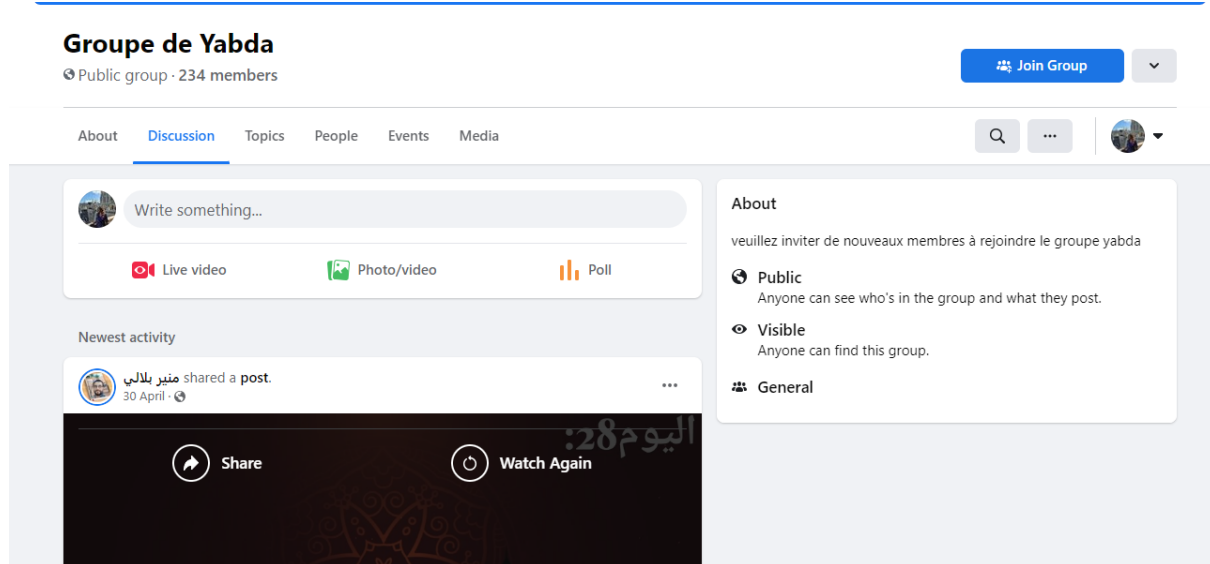 Groupe de Yabda
Public group · 234 members
Join Group
About Discussion Topics People Events Media
Write something...
Live video Photo/video Poll
Newest activity
منير بلالي shared a post.
30 April ·
اليوم28:
Share Watch Again
About
veuillez inviter de nouveaux membres à rejoindre le groupe yabda
Public
Anyone can see who's in the group and what they post.
Visible
Anyone can find this group.
General